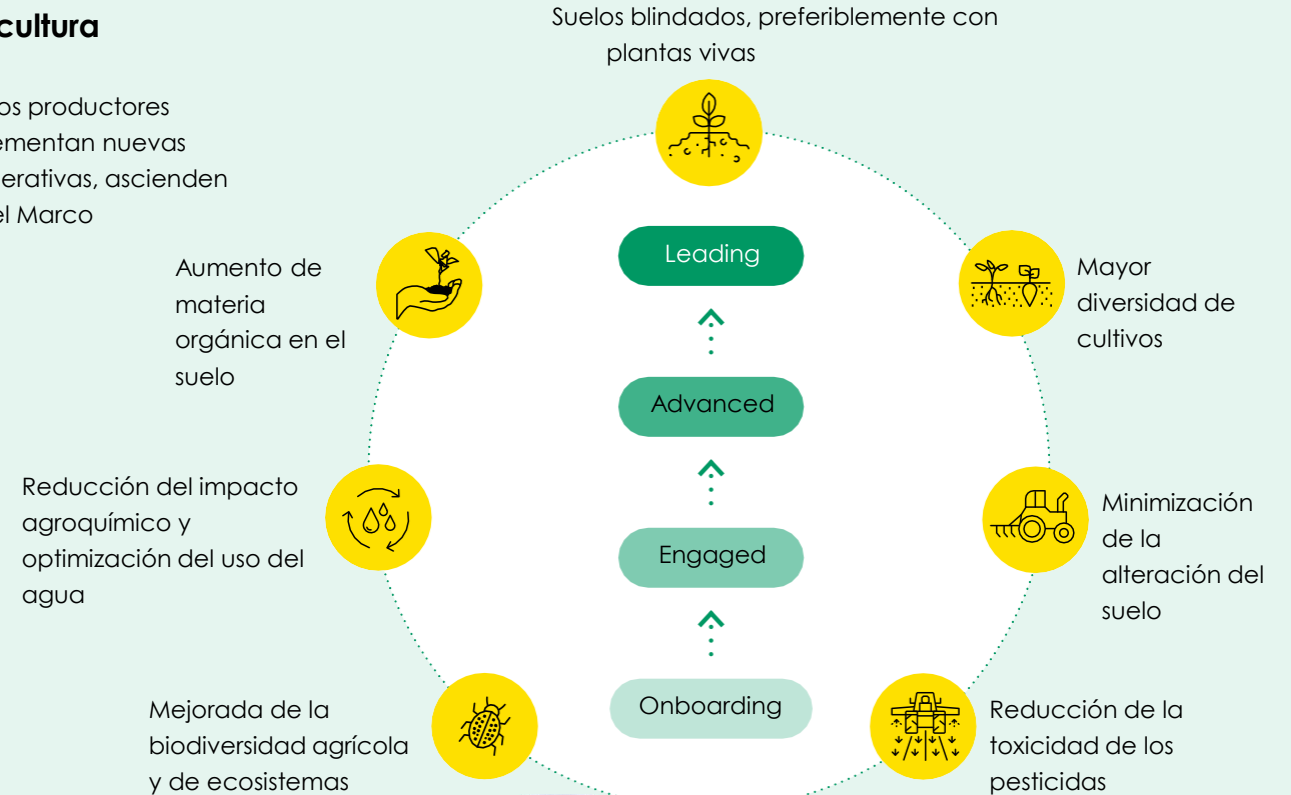 cultura
Suelos blindados, preferiblemente con
plantas vivas
os productores
ementan nuevas
erativas, ascienden
el Marco
Leading
Aumento de
materia
orgánica en el
suelo
Mayor
diversidad de
cultivos
Advanced
Reducción del impacto
agroquímico y
optimización del uso del
agua
Minimización
de la
alteración del
suelo
Engaged
Onboarding
Mejorada de la
biodiversidad agrícola
y de ecosistemas
Reducción de la
toxicidad de los
pesticidas